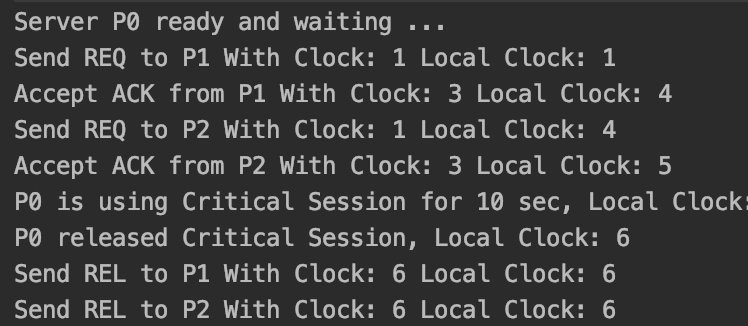 Server P0 ready and waiting ...
Send REQ to P1 With Clock: 1 Local Clock: 1
Accept ACK from P1 With Clock: 3 Local Clock: 4
Send REQ to P2 With Clock: 1 Local Clock: 4
Accept ACK from P2 With Clock: 3 Local Clock: 5
P0 is using Critical Session for 10 sec, Local Clock:
P0 released Critical Session, Local Clock: 6
Send REL to P1 With Clock: 6 Local Clock: 6
Send REL to P2 With Clock: 6 Local Clock: 6